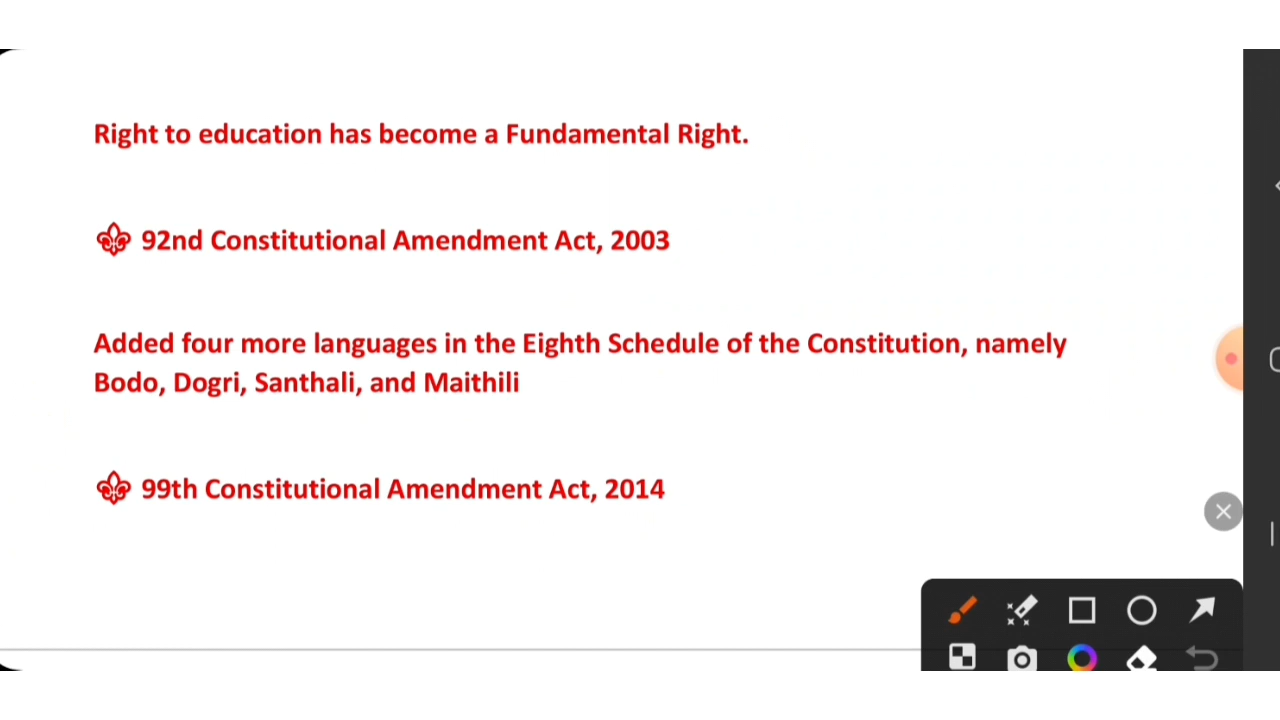 Right to education has become a Fundamental Right.
92nd Constitutional Amendment Act, 2003
Added four more languages in the Eighth Schedule of the Constitution, namely
Bodo, Dogri, Santhali, and Maithili
99th Constitutional Amendment Act, 2014